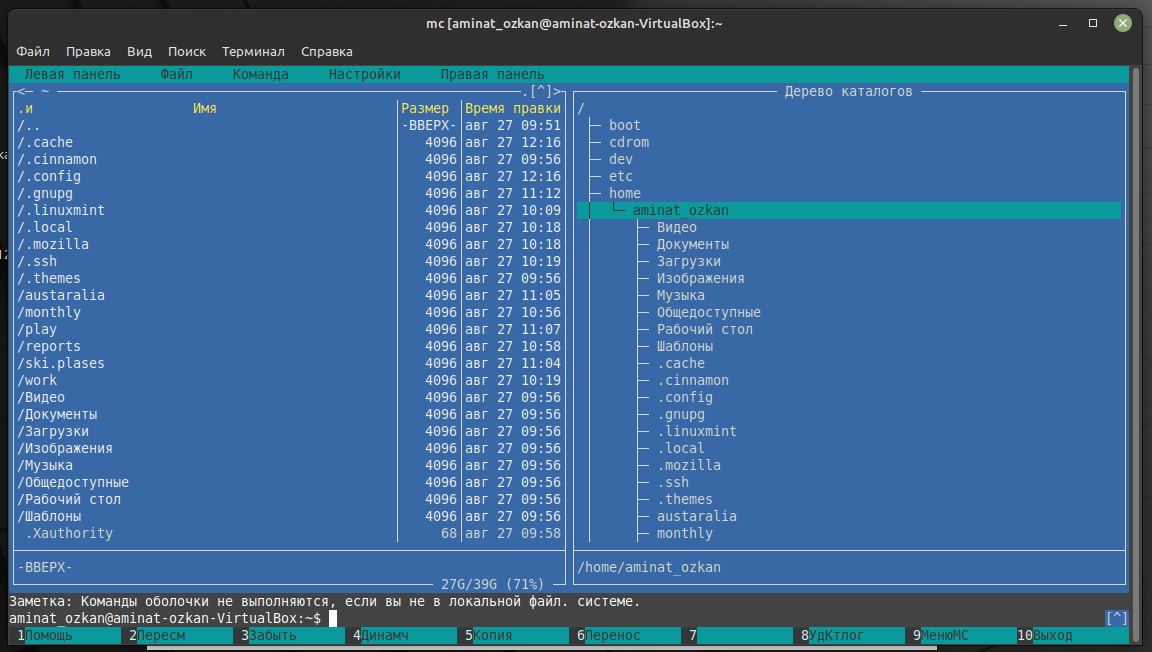 mc [aminat_ozkan@aminat-ozkan-VirtualBox]:~
Файл Правка Вид Поиск Терминал Справка
Левая панель Файл Команда Настройки Правая панель
<— ~ .[^]> Дерево каталогов
.и Имя Размер Время правки /
/.. -ВВЕРХ- авг 27 09:51 boot
/.cache 4096 авг 27 12:16 cdrom
/.cinnamon 4096 авг 27 09:56 dev
/.config 4096 авг 27 12:16 etc
/.gnupg 4096 авг 27 11:12 home
/.linuxmint 4096 авг 27 10:09 aminat_ozkan
/.local 4096 авг 27 10:18 Видео
/.mozilla 4096 авг 27 10:18 Документы
/.ssh 4096 авг 27 10:19 Загрузки
/.themes 4096 авг 27 09:56 Изображения
/austaralia 4096 авг 27 11:05 Музыка
/monthly 4096 авг 27 10:56 Общедоступные
/play 4096 авг 27 11:07 Рабочий стол
/reports 4096 авг 27 10:58 Шаблоны
/ski.plases 4096 авг 27 11:04 .cache
/work 4096 авг 27 10:19 .cinnamon
/Видео 4096 авг 27 09:56 .config
/Документы 4096 авг 27 09:56 .gnupg
/Загрузки 4096 авг 27 09:56 .linuxmint
/Изображения 4096 авг 27 09:56 .local
/Музыка 4096 авг 27 09:56 .mozilla
/Общедоступные 4096 авг 27 09:56 .ssh
/Рабочий стол 4096 авг 27 09:56 .themes
/Шаблоны 4096 авг 27 09:56 austaralia
.Xauthority 68 авг 27 09:58 monthly
-ВВЕРХ- /home/aminat_ozkan
27G/39G (71%)
Заметка: Команды оболочки не выполняются, если вы не в локальной файл. системе.
aminat_ozkan@aminat-ozkan-VirtualBox:~$ [^]
1Помощь 2Пересм 3Забыть 4Динамч 5Копия 6Перенос 7 8УдКтлог 9МенюМС 10Выход